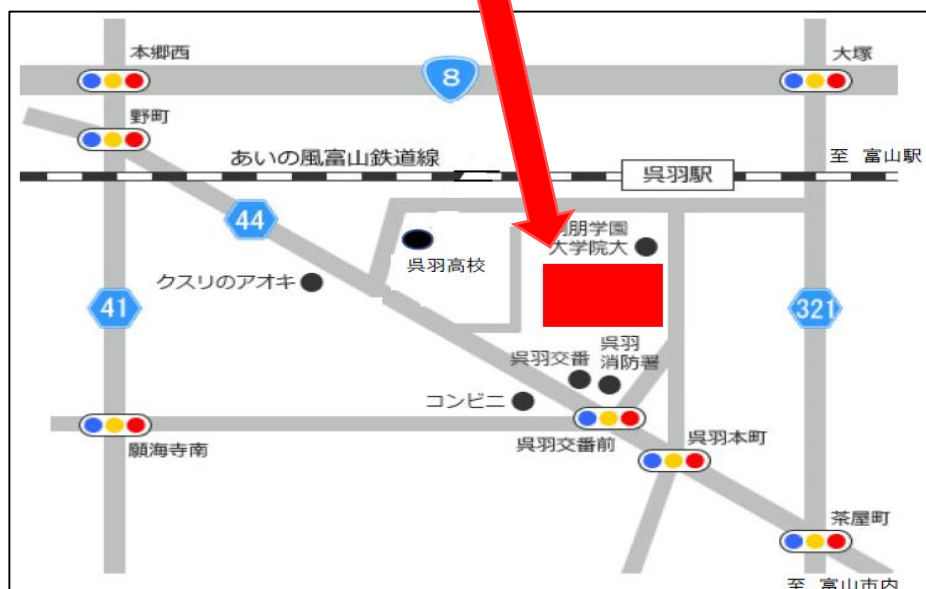 本郷西
8
大塚
野町
あいの風富山鉄道線
呉羽駅
至 富山駅
44
朋学園
大学院大
呉羽高校
クスリのアオキ
41
321
呉羽交番
呉羽
消防署
コンビニ
願海寺南
呉羽交番前
呉羽本町
茶屋町
至 富山市内